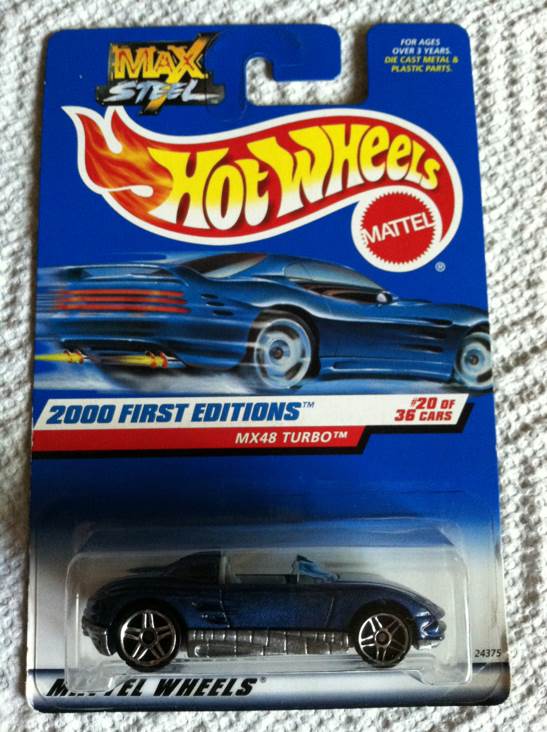 MAX
STEEL
FOR AGES
OVER 3 YEARS.
DIE CAST METAL &
PLASTIC PARTS.
HOT WHEELS
MATTEL
®
2000 FIRST EDITIONS™
#20 OF
36 CARS
MX48 TURBO™
24375
WHEELS®